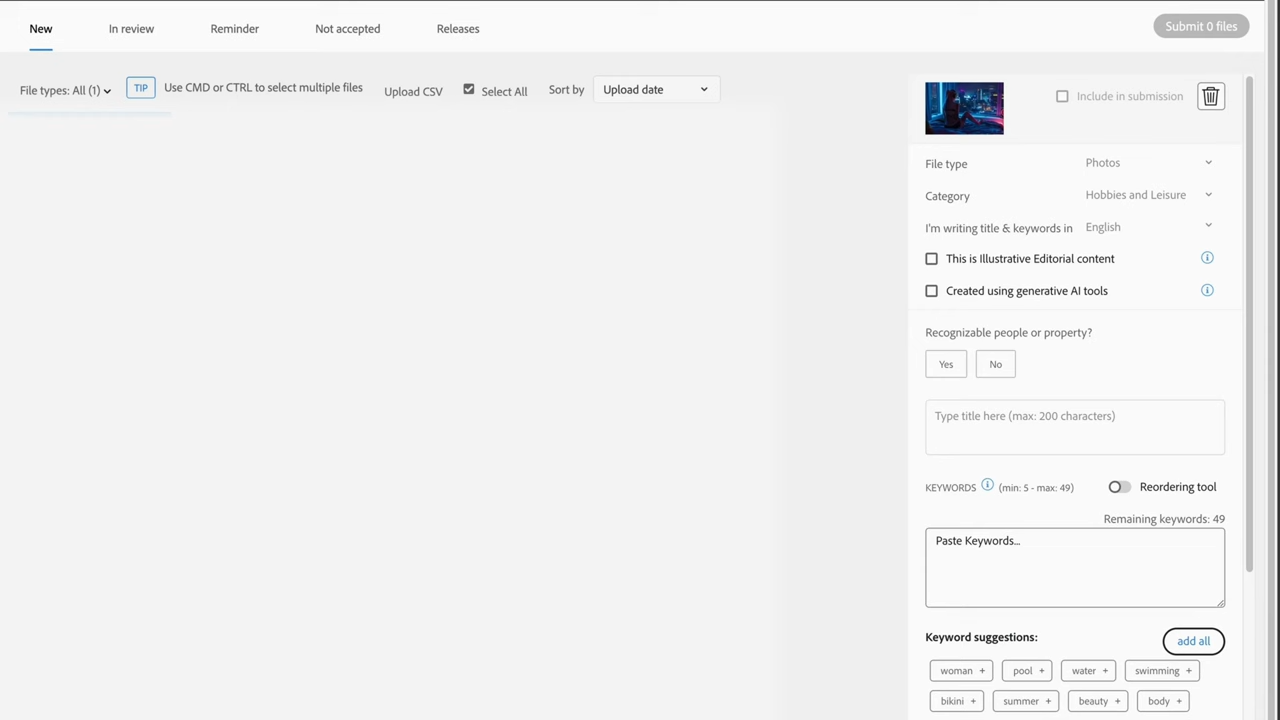 New In review Reminder Not accepted Releases Submit 0 files
File types: All (1) TIP Use CMD or CTRL to select multiple files Upload CSV Select All Sort by Upload date
Include in submission
File type Photos
Category Hobbies and Leisure
I'm writing title & keywords in English
This is Illustrative Editorial content
Created using generative AI tools
Recognizable people or property?
Yes No
Type title here (max: 200 characters)
KEYWORDS (min: 5 - max: 49) Reordering tool
Remaining keywords: 49
Paste Keywords...
Keyword suggestions: add all
woman + pool + water + swimming +
bikini + summer + beauty + body +